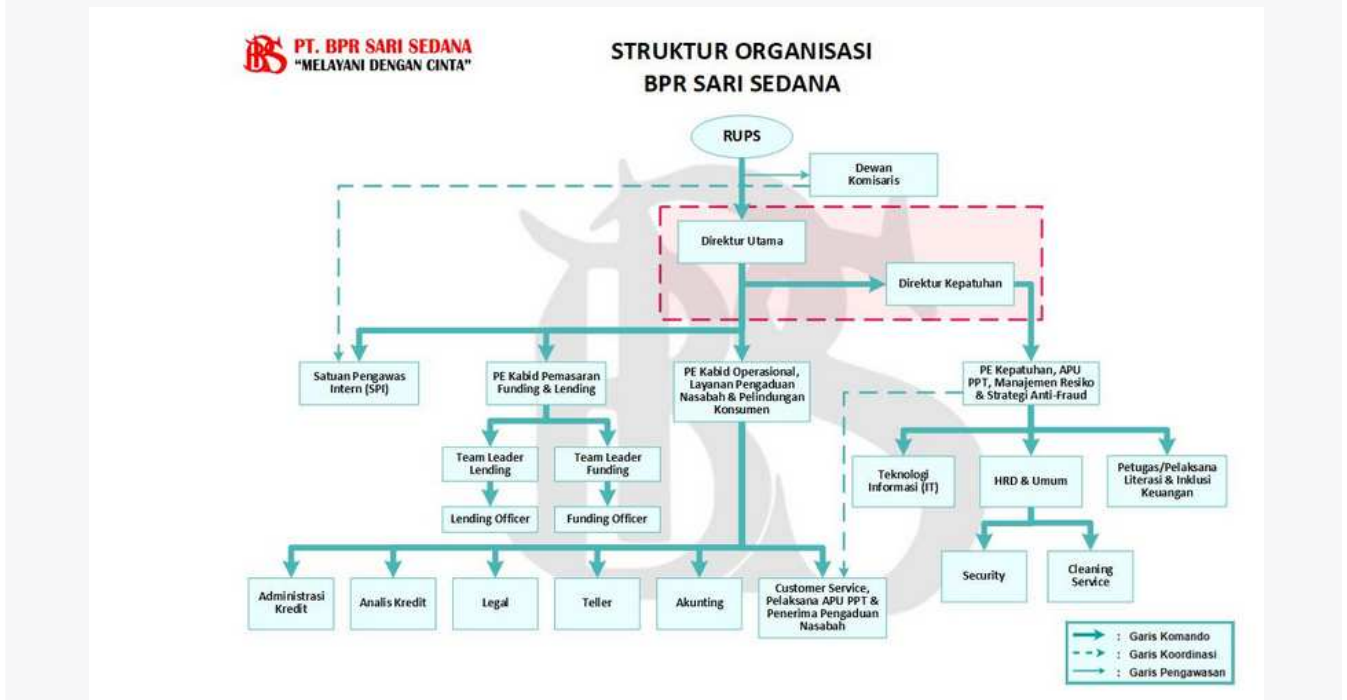 PT. BPR SARI SEDANA
"MELAYANI DENGAN CINTA"
STRUKTUR ORGANISASI
BPR SARI SEDANA
RUPS
Dewan
Komisaris
Direktur Utama
Direktur Kepatuhan
Satuan Pengawas
Intern (SPI)
PE Kabid Pemasaran
Funding & Lending
PE Kabid Operasional,
Layanan Pengaduan
Nasabah & Pelindungan
Konsumen
PE Kepatuhan, APU
PPT, Manajemen Resiko
& Strategi Anti-Fraud
Team Leader
Lending
Team Leader
Funding
Teknologi
Informasi (IT)
HRD & Umum
Petugas/Pelaksana
Literasi & Inklusi
Keuangan
Lending Officer
Funding Officer
Administrasi
Kredit
Analis Kredit
Legal
Teller
Akunting
Customer Service,
Pelaksana APU PPT &
Penerima Pengaduan
Nasabah
Security
Cleaning
Service
: Garis Komando
: Garis Koordinasi
: Garis Pengawasan